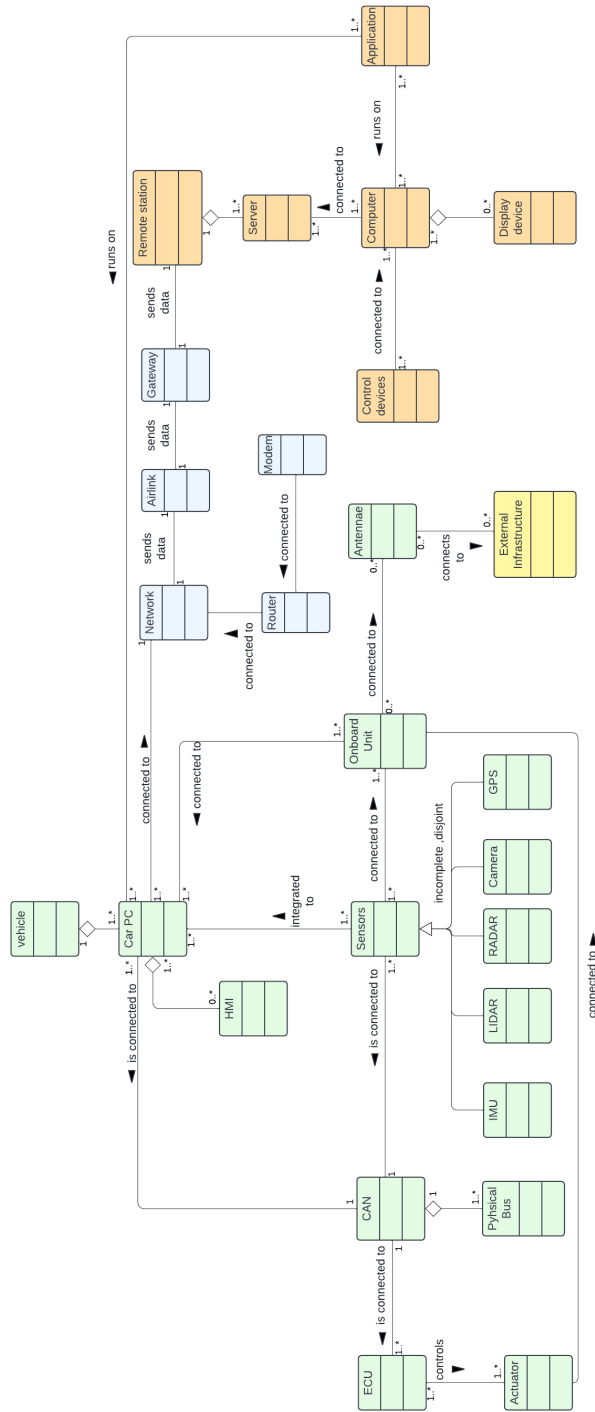 vehicle
1
1..*
runs on
is connected to
1..*
Car PC
1..*
connected to
1
Network
sends
data
1
1
Airlink
sends
data
1
1
Gateway
1
sends
data
1
Remote station
1..*
1..*
1..*
connected to
HMI
0..*
1
1..*
Server
1..*
connected to
Router
connected to
Modem
connected to
integrated
to
1
1..*
1..*
1..*
1..*
CAN
is connected to
Sensors
connected to
Onboard
Unit
connected to
Antennae
0..*
0..*
Control
devices
connected to
1..*
1..*
Computer
1..*
runs on
1..*
Application
1
1..*
1..*
ECU
is connected to
1..*
1
1..*
1..*
controls
1..*
1
1..*
incomplete ,disjoint
0..*
connects
to
0..*
1..*
0..*
Actuator
Pyhsical
Bus
IMU
LIDAR
RADAR
Camera
GPS
External
Infrastructure
Display
device
connected to